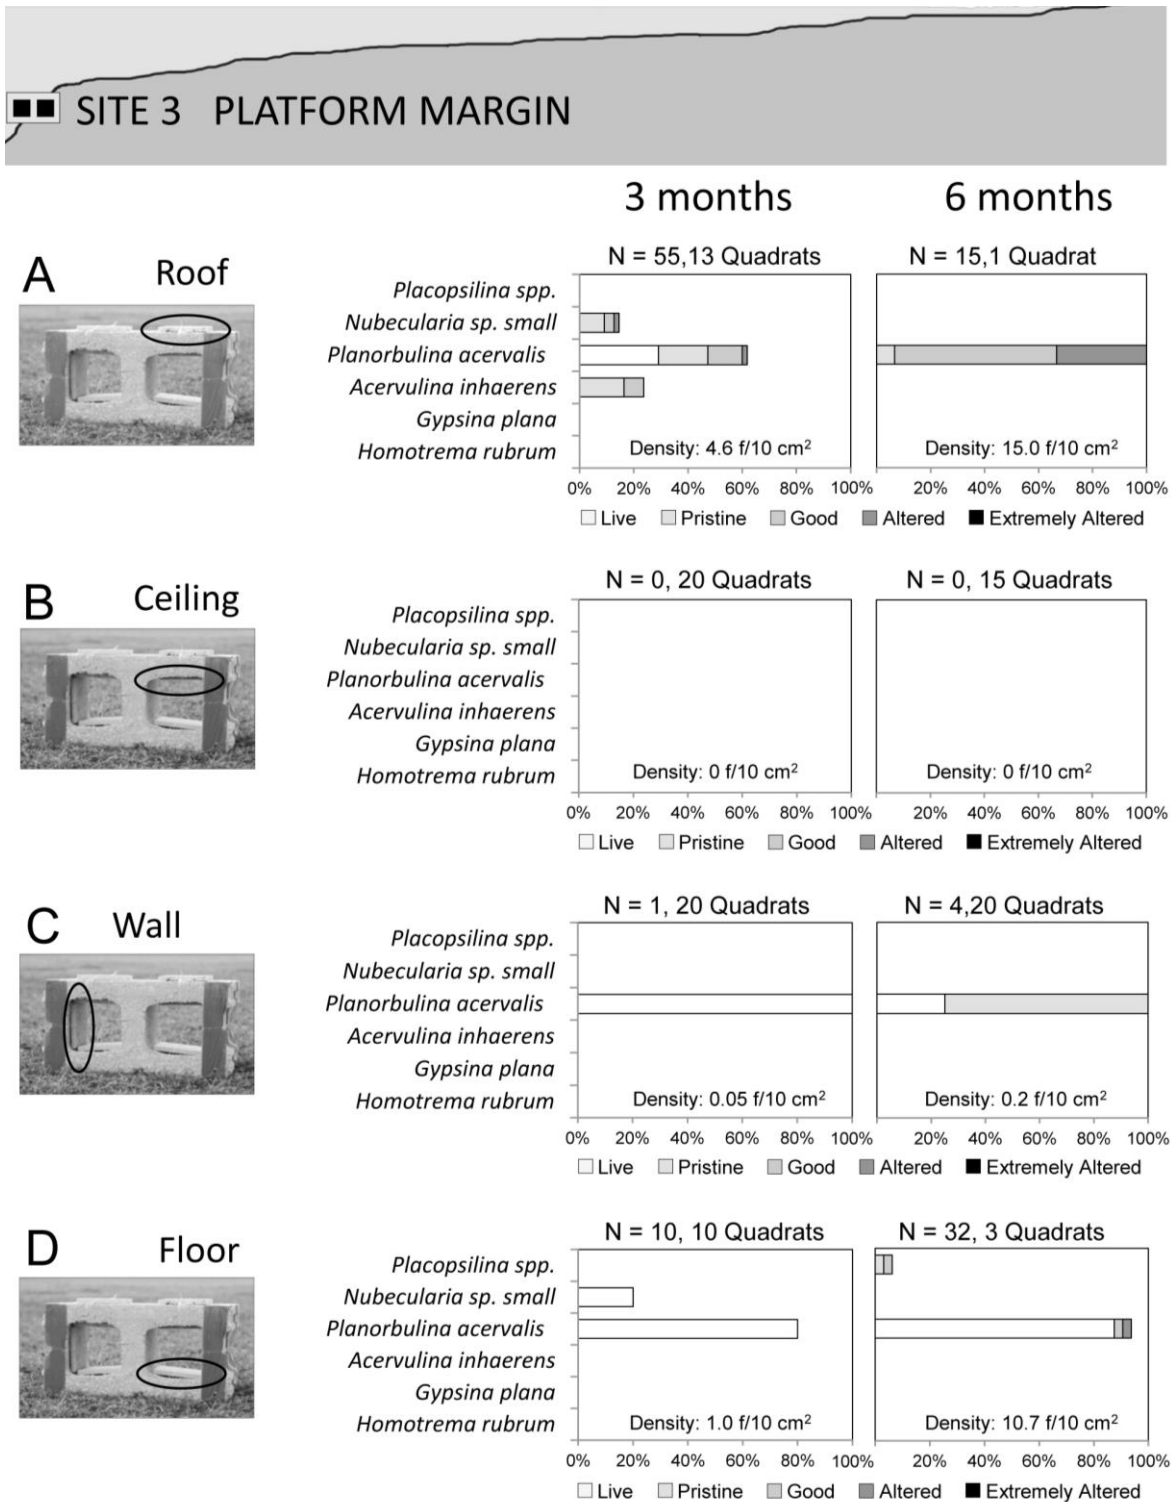 SITE 3 PLATFORM MARGIN
3 months 6 months
A Roof
N = 55,13 Quadrats N = 15,1 Quadrat
Placopsilina spp.
Nubecularia sp. small
Planorbulina acervalis
Acervulina inhaerens
Gypsina plana
Homotrema rubrum
Density: 4.6 f/10 cm² Density: 15.0 f/10 cm²
0% 20% 40% 60% 80% 100% 20% 40% 60% 80% 100%
Live Pristine Good Altered Extremely Altered
B Ceiling
N = 0, 20 Quadrats N = 0, 15 Quadrats
Placopsilina spp.
Nubecularia sp. small
Planorbulina acervalis
Acervulina inhaerens
Gypsina plana
Homotrema rubrum
Density: 0 f/10 cm² Density: 0 f/10 cm²
0% 20% 40% 60% 80% 100% 20% 40% 60% 80% 100%
Live Pristine Good Altered Extremely Altered
C Wall
N = 1, 20 Quadrats N = 4,20 Quadrats
Placopsilina spp.
Nubecularia sp. small
Planorbulina acervalis
Acervulina inhaerens
Gypsina plana
Homotrema rubrum
Density: 0.05 f/10 cm² Density: 0.2 f/10 cm²
0% 20% 40% 60% 80% 100% 20% 40% 60% 80% 100%
Live Pristine Good Altered Extremely Altered
D Floor
N = 10, 10 Quadrats N = 32, 3 Quadrats
Placopsilina spp.
Nubecularia sp. small
Planorbulina acervalis
Acervulina inhaerens
Gypsina plana
Homotrema rubrum
Density: 1.0 f/10 cm² Density: 10.7 f/10 cm²
0% 20% 40% 60% 80% 100% 0% 20% 40% 60% 80% 100%
Live Pristine Good Altered Extremely Altered